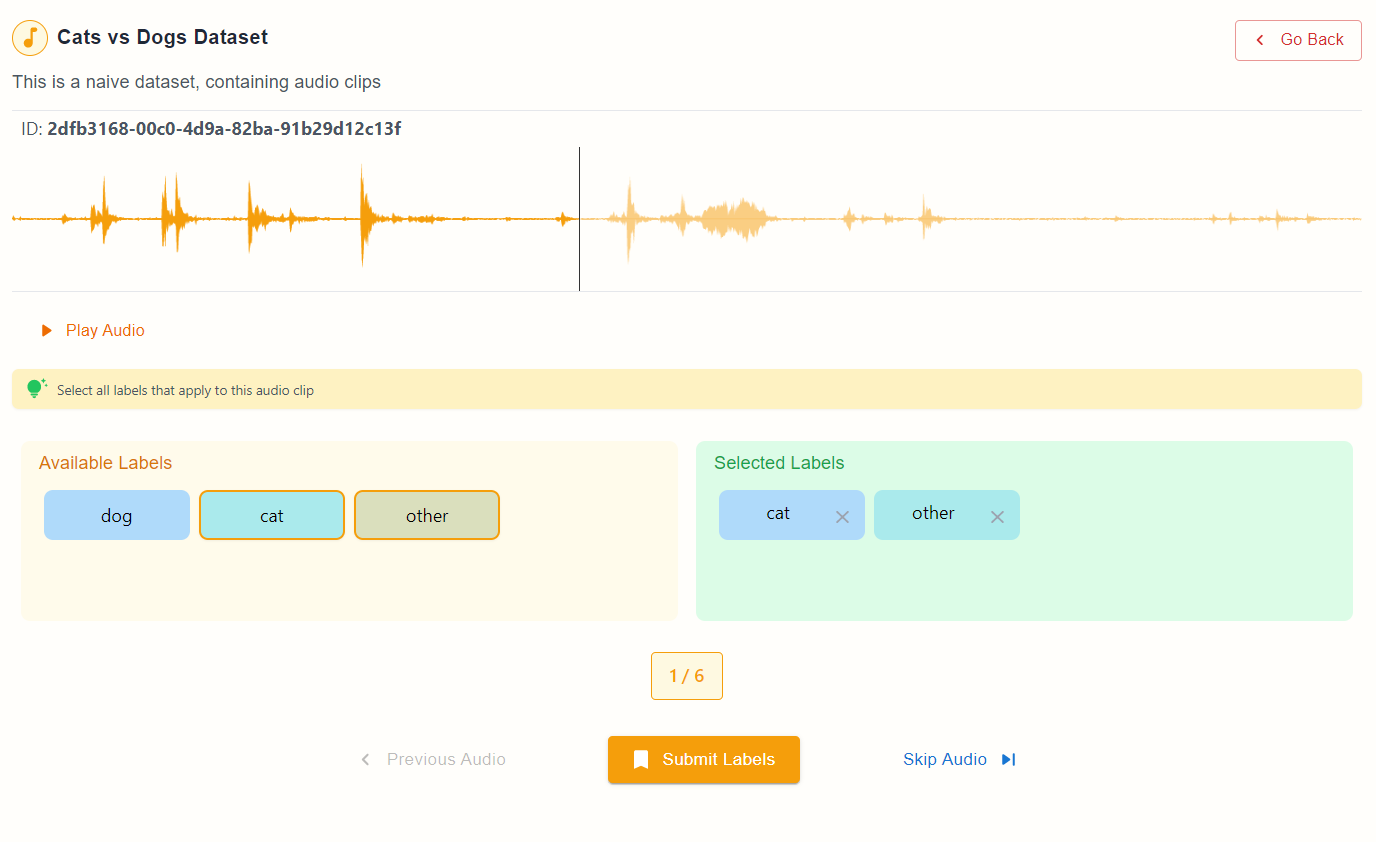 Cats vs Dogs Dataset
Go Back
This is a naive dataset, containing audio clips
ID: 2dfb3168-00c0-4d9a-82ba-91b29d12c13f
Play Audio
Select all labels that apply to this audio clip
Available Labels
dog cat other
Selected Labels
cat other
1 / 6
Previous Audio Submit Labels Skip Audio